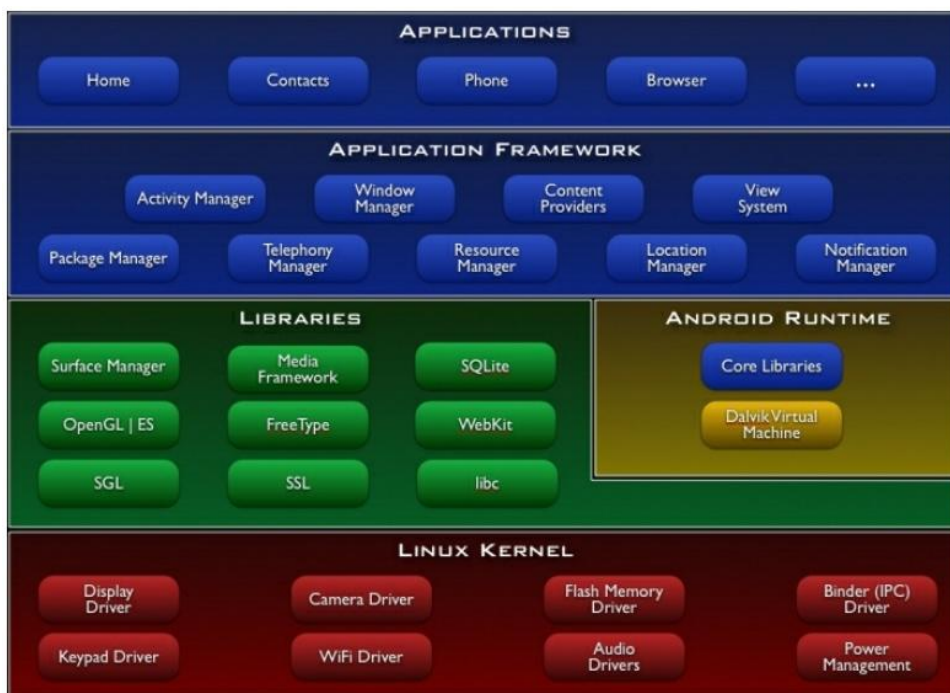 APPLICATIONS
Home
Contacts
Phone
Browser
...
APPLICATION FRAMEWORK
Activity Manager
Window
Manager
Content
Providers
View
System
Package Manager
Telephony
Manager
Resource
Manager
Location
Manager
Notification
Manager
LIBRARIES
Surface Manager
Media
Framework
SQLite
OpenGL | ES
FreeType
WebKit
SGL
SSL
libc
ANDROID RUNTIME
Core Libraries
Dalvik Virtual
Machine
LINUX KERNEL
Display
Driver
Camera Driver
Flash Memory
Driver
Binder (IPC)
Driver
Keypad Driver
WiFi Driver
Audio
Drivers
Power
Management